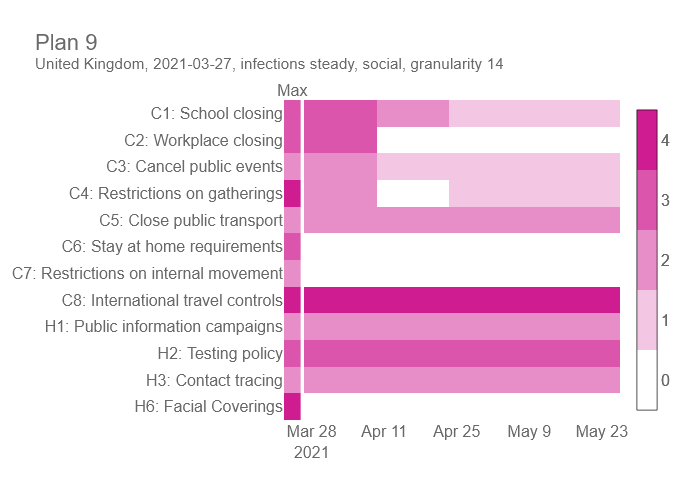 Plan 9
United Kingdom, 2021-03-27, infections steady, social, granularity 14
Max
C1: School closing
C2: Workplace closing
C3: Cancel public events
C4: Restrictions on gatherings
C5: Close public transport
C6: Stay at home requirements
C7: Restrictions on internal movement
C8: International travel controls
H1: Public information campaigns
H2: Testing policy
H3: Contact tracing
H6: Facial Coverings
Mar 28 Apr 11 Apr 25 May 9 May 23
2021
4
3
2
1
0